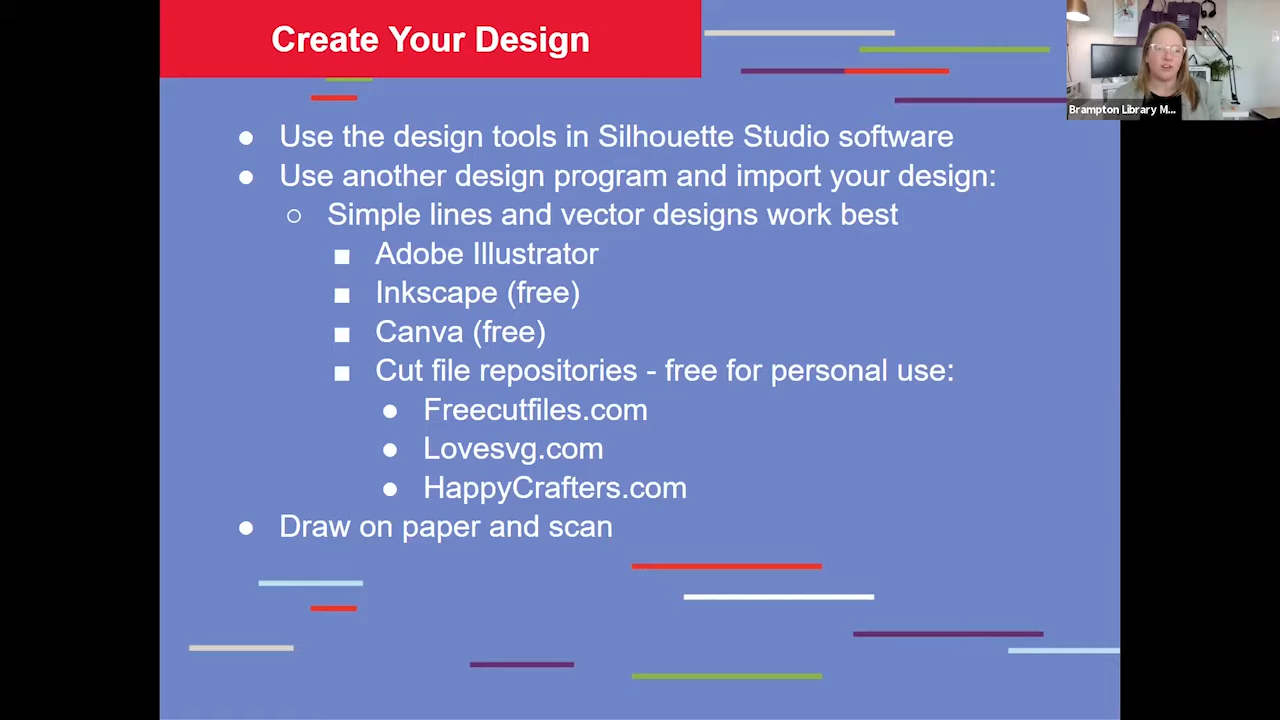 Create Your Design
Brampton Library M...
● Use the design tools in Silhouette Studio software
● Use another design program and import your design:
○ Simple lines and vector designs work best
■ Adobe Illustrator
■ Inkscape (free)
■ Canva (free)
■ Cut file repositories - free for personal use:
● Freecutfiles.com
● Lovesvg.com
● HappyCrafters.com
● Draw on paper and scan